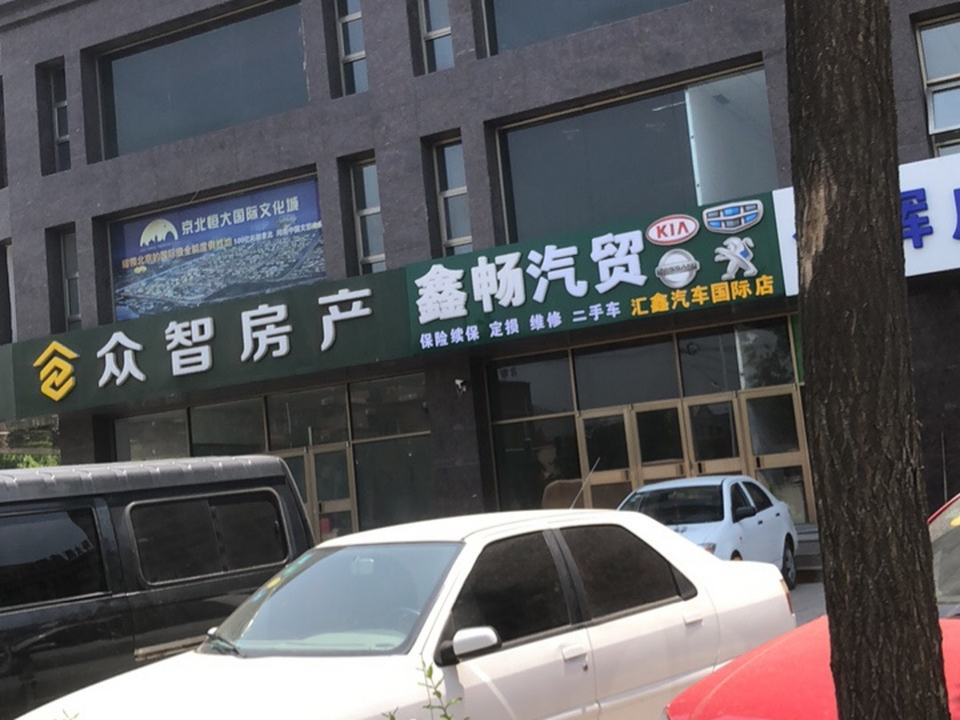 京北恒大国际文化城
众智房产
鑫畅汽贸
KIA
保险续保 定损 维修 二手车 汇鑫汽车国际店
辉